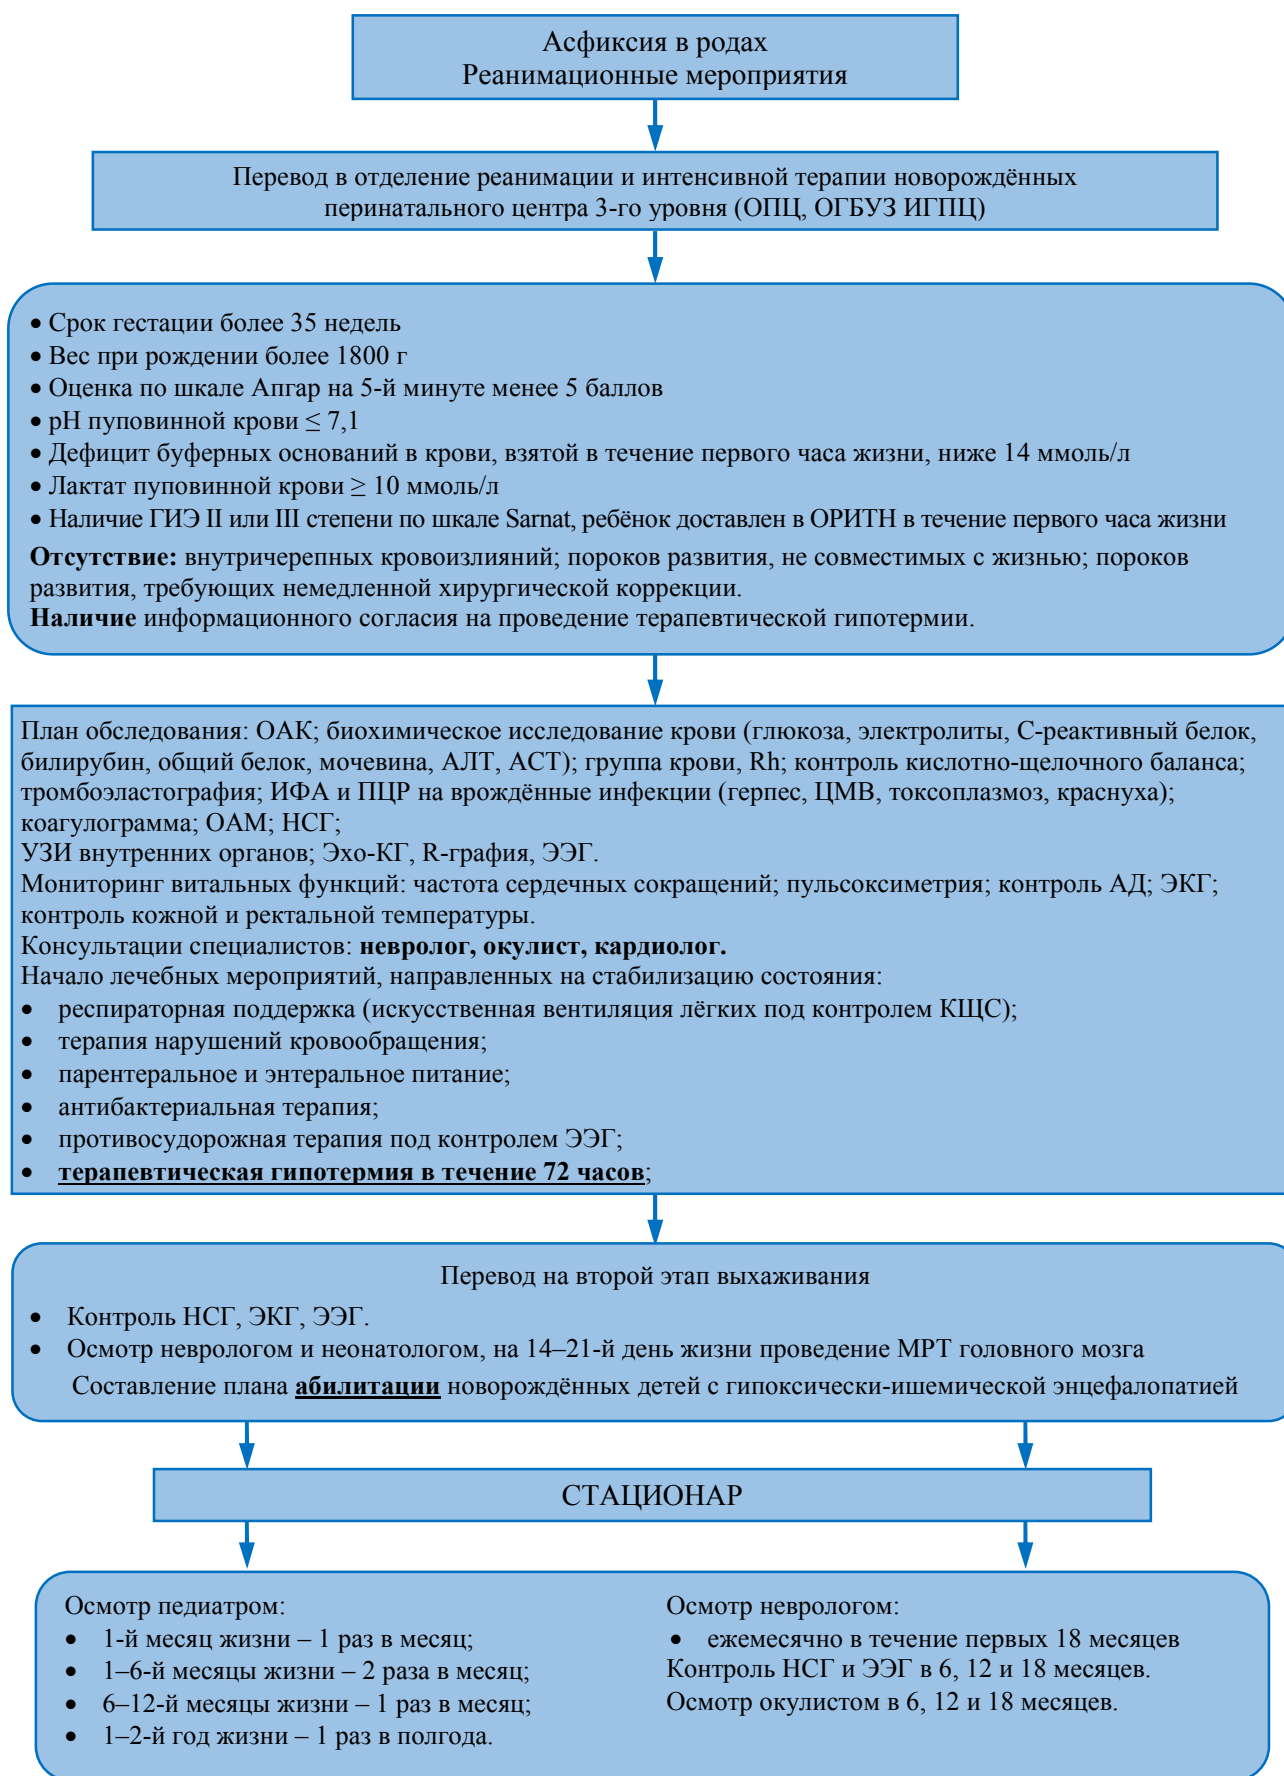 Асфиксия в родах
Реанимационные мероприятия
Перевод в отделение реанимации и интенсивной терапии новорождённых
перинатального центра 3-го уровня (ОПЦ, ОГБУЗ ИГПЦ)
• Срок гестации более 35 недель
• Вес при рождении более 1800 г
• Оценка по шкале Апгар на 5-й минуте менее 5 баллов
• рН пуповинной крови ≤ 7,1
• Дефицит буферных оснований в крови, взятой в течение первого часа жизни, ниже 14 ммоль/л
• Лактат пуповинной крови ≥ 10 ммоль/л
• Наличие ГИЭ II или III степени по шкале Sarnat, ребёнок доставлен в ОРИТН в течение первого часа жизни
Отсутствие: внутричерепных кровоизлияний; пороков развития, не совместимых с жизнью; пороков
развития, требующих немедленной хирургической коррекции.
Наличие информационного согласия на проведение терапевтической гипотермии.
План обследования: ОАК; биохимическое исследование крови (глюкоза, электролиты, С-реактивный белок,
билирубин, общий белок, мочевина, АЛТ, АСТ); группа крови, Rh; контроль кислотно-щелочного баланса;
тромбоэластография; ИФА и ПЦР на врождённые инфекции (герпес, ЦМВ, токсоплазмоз, краснуха);
коагулограмма; ОАМ; НСГ;
УЗИ внутренних органов; Эхо-КГ, R-графия, ЭЭГ.
Мониторинг витальных функций: частота сердечных сокращений; пульсоксиметрия; контроль АД; ЭКГ;
контроль кожной и ректальной температуры.
Консультации специалистов: невролог, окулист, кардиолог.
Начало лечебных мероприятий, направленных на стабилизацию состояния:
• респираторная поддержка (искусственная вентиляция лёгких под контролем КЩС);
• терапия нарушений кровообращения;
• парентеральное и энтеральное питание;
• антибактериальная терапия;
• противосудорожная терапия под контролем ЭЭГ;
• терапевтическая гипотермия в течение 72 часов;
Перевод на второй этап выхаживания
• Контроль НСГ, ЭКГ, ЭЭГ.
• Осмотр неврологом и неонатологом, на 14–21-й день жизни проведение МРТ головного мозга
Составление плана абилитации новорождённых детей с гипоксически-ишемической энцефалопатией
СТАЦИОНАР
Осмотр педиатром:
• 1-й месяц жизни – 1 раз в месяц;
• 1–6-й месяцы жизни – 2 раза в месяц;
• 6–12-й месяцы жизни – 1 раз в месяц;
• 1–2-й год жизни – 1 раз в полгода.
Осмотр неврологом:
• ежемесячно в течение первых 18 месяцев
Контроль НСГ и ЭЭГ в 6, 12 и 18 месяцев.
Осмотр окулистом в 6, 12 и 18 месяцев.